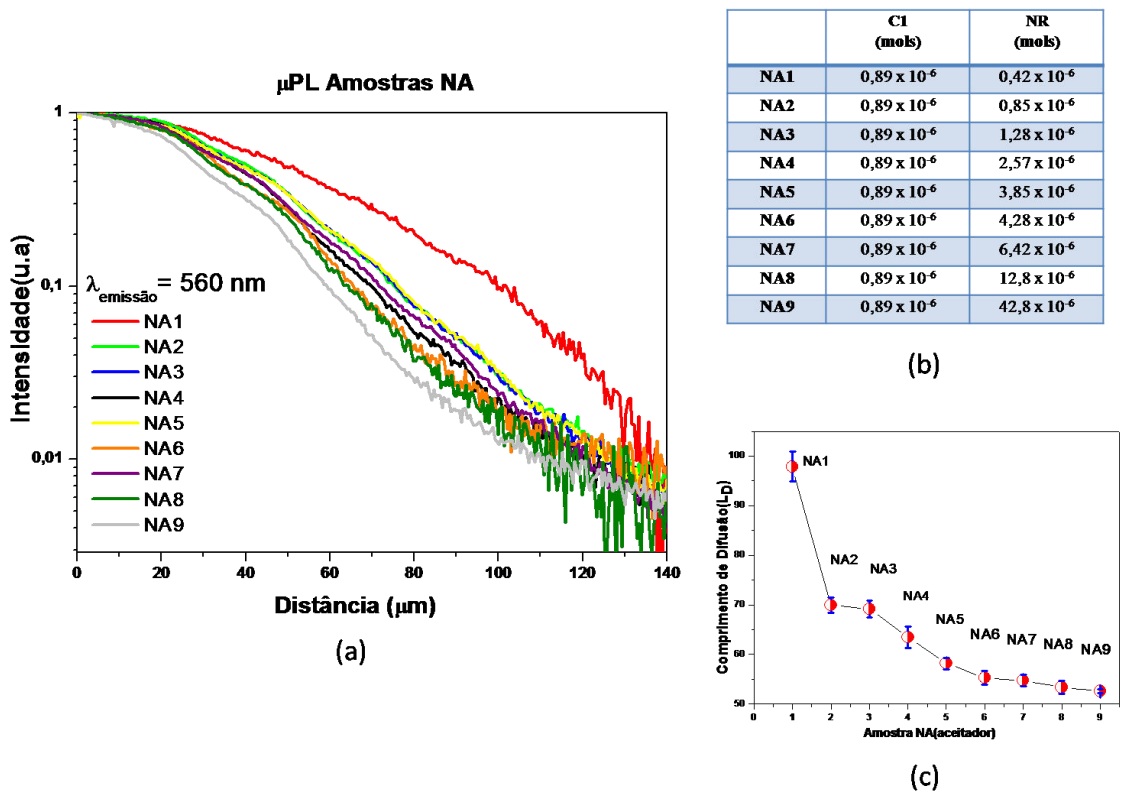 µPL Amostras NA
1
0,1
0,01
Intensidade(u.a)
λemissão = 560 nm
NA1
NA2
NA3
NA4
NA5
NA6
NA7
NA8
NA9
0 20 40 60 80 100 120 140
Distância (µm)
(a)
C1 (mols) NR (mols)
NA1 0,89 x 10⁻⁶ 0,42 x 10⁻⁶
NA2 0,89 x 10⁻⁶ 0,85 x 10⁻⁶
NA3 0,89 x 10⁻⁶ 1,28 x 10⁻⁶
NA4 0,89 x 10⁻⁶ 2,57 x 10⁻⁶
NA5 0,89 x 10⁻⁶ 3,85 x 10⁻⁶
NA6 0,89 x 10⁻⁶ 4,28 x 10⁻⁶
NA7 0,89 x 10⁻⁶ 6,42 x 10⁻⁶
NA8 0,89 x 10⁻⁶ 12,8 x 10⁻⁶
NA9 0,89 x 10⁻⁶ 42,8 x 10⁻⁶
(b)
100
90
80
70
60
50
Comprimento de Difusão(L_D)
NA1
NA2
NA3
NA4
NA5
NA6
NA7
NA8
NA9
0 1 2 3 4 5 6 7 8 9
Amostra NA(aceitador)
(c)